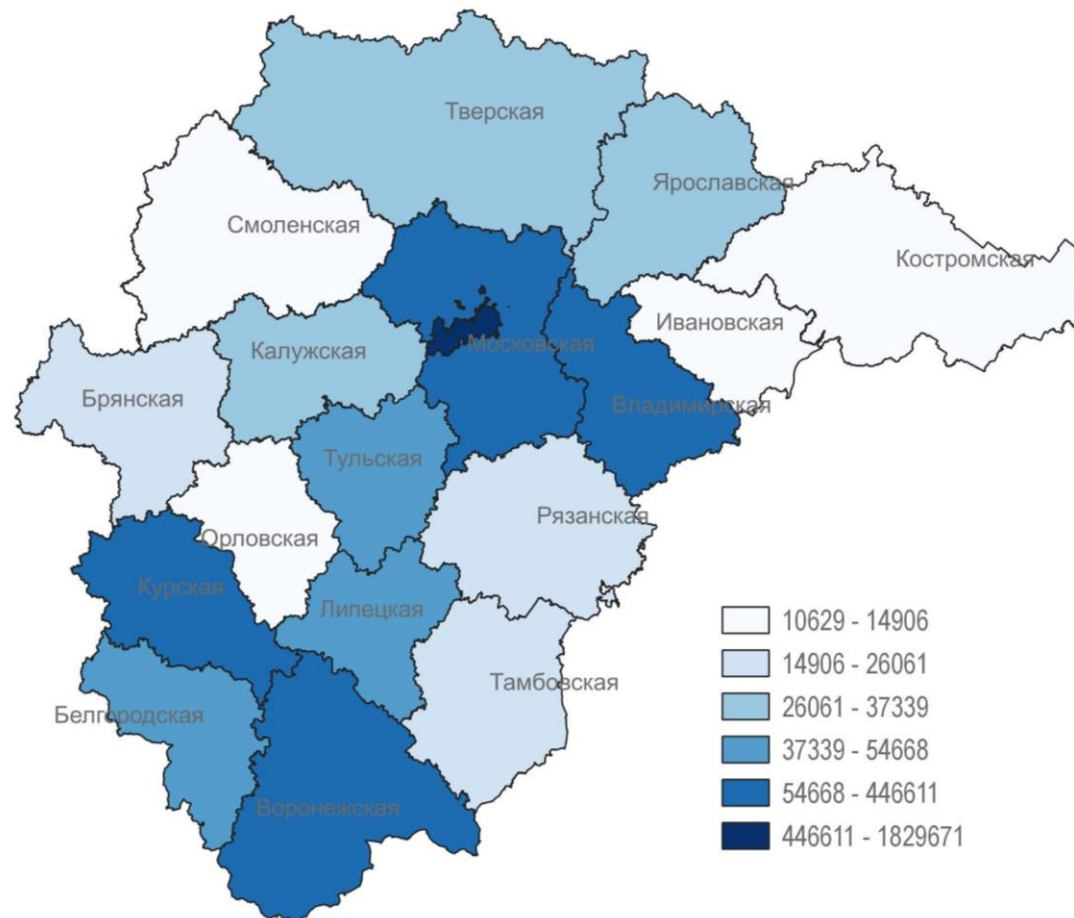 Тверская
Ярославская
Смоленская
Костромская
Ивановская
Московская
Калужская
Брянская
Владимирская
Тульская
Рязанская
Орловская
Курская
Липецкая
Тамбовская
Белгородская
Воронежская
10629 - 14906
14906 - 26061
26061 - 37339
37339 - 54668
54668 - 446611
446611 - 1829671